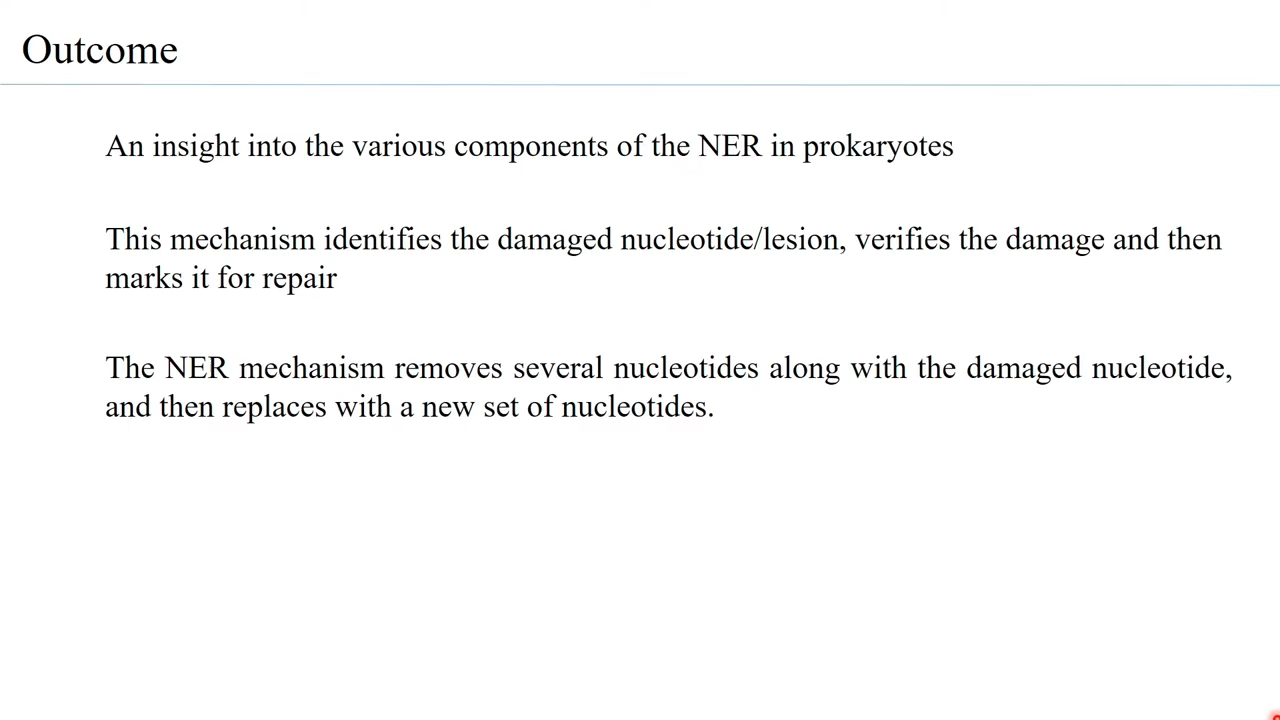 Outcome
An insight into the various components of the NER in prokaryotes
This mechanism identifies the damaged nucleotide/lesion, verifies the damage and then
marks it for repair
The NER mechanism removes several nucleotides along with the damaged nucleotide,
and then replaces with a new set of nucleotides.